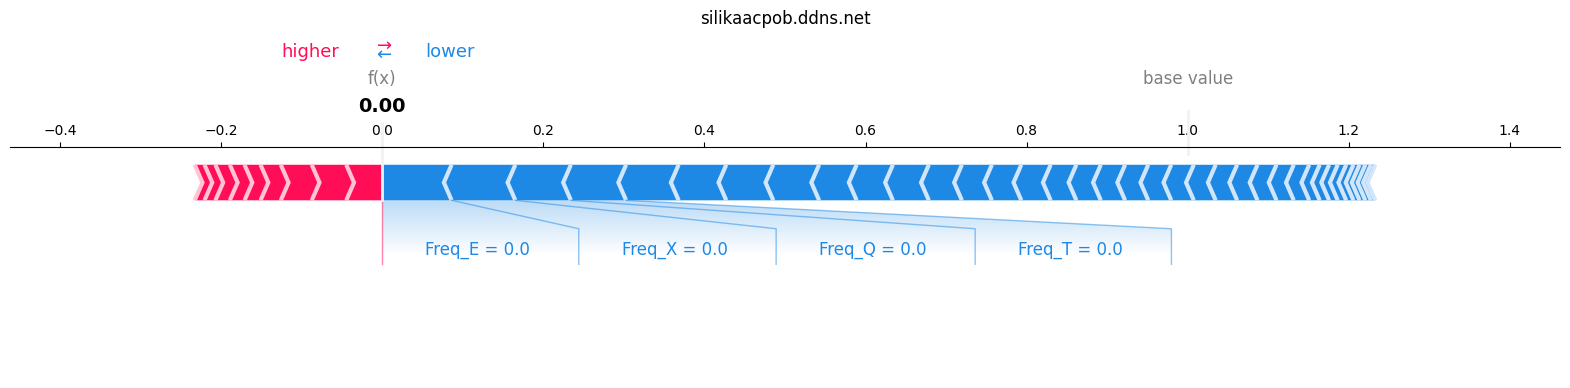 silikaacpob.ddns.net
higher → ← lower
f(x)
base value
0.00
−0.4 −0.2 0.0 0.2 0.4 0.6 0.8 1.0 1.2 1.4
Freq_E = 0.0 Freq_X = 0.0 Freq_Q = 0.0 Freq_T = 0.0